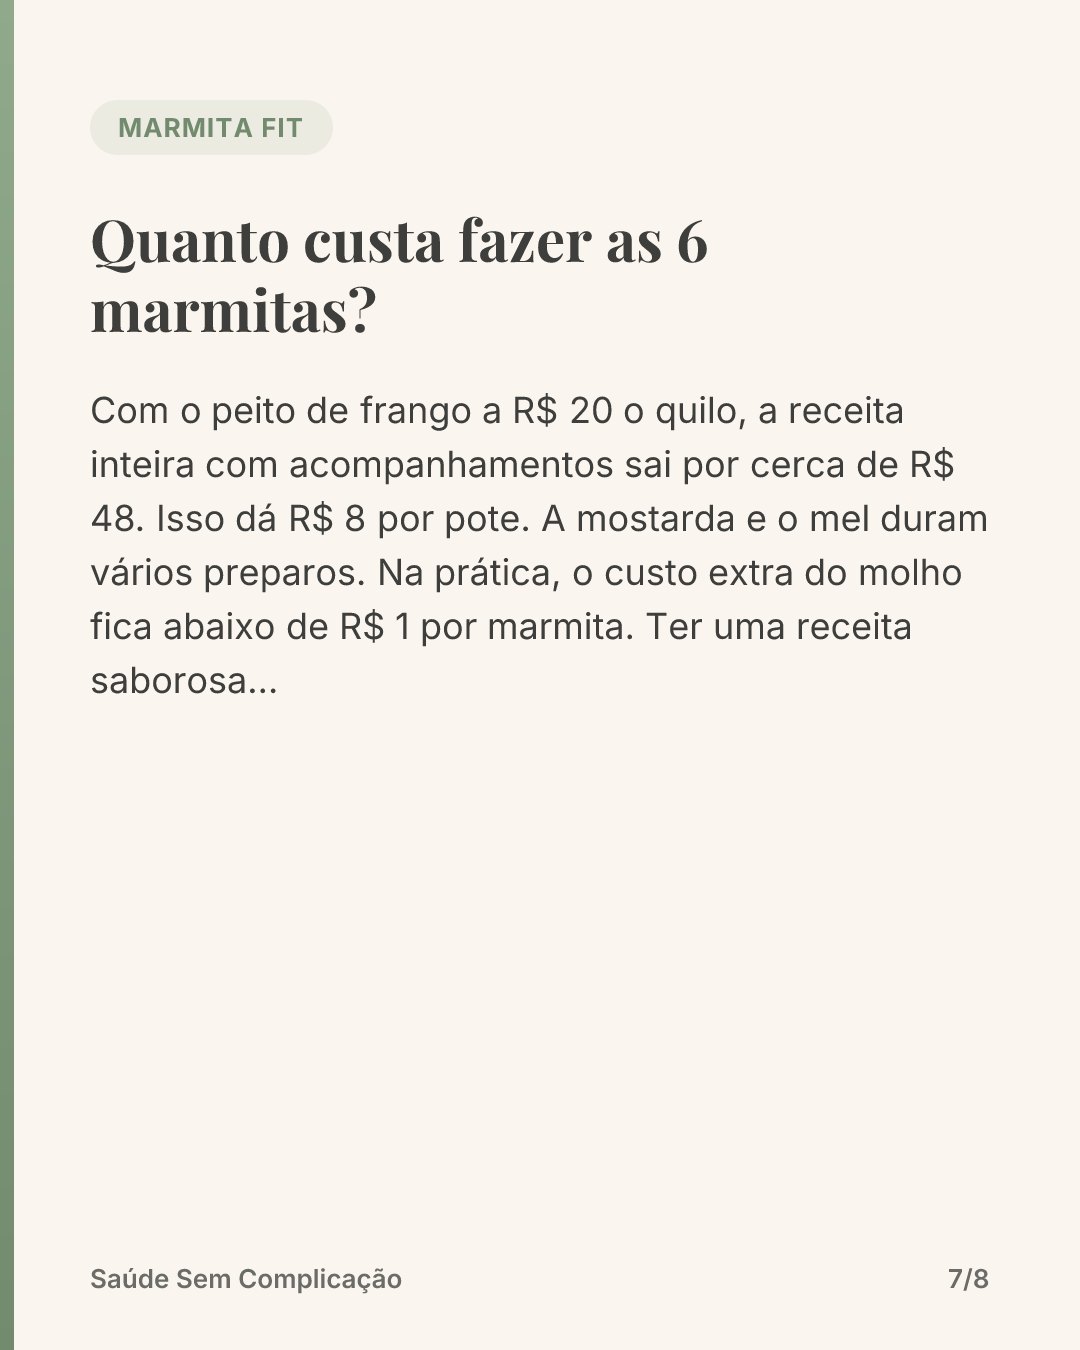 MARMITA FIT
Quanto custa fazer as 6
marmitas?
Com o peito de frango a R$ 20 o quilo, a receita
inteira com acompanhamentos sai por cerca de R$
48. Isso dá R$ 8 por pote. A mostarda e o mel duram
vários preparos. Na prática, o custo extra do molho
fica abaixo de R$ 1 por marmita. Ter uma receita
saborosa...
Saúde Sem Complicação
7/8